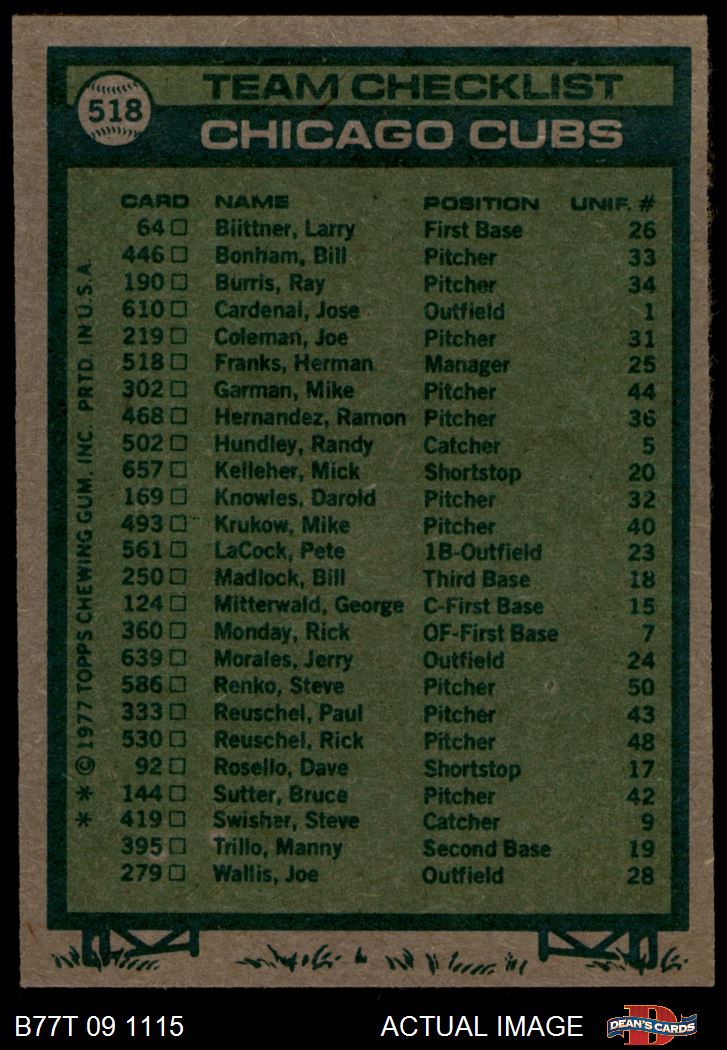 518
TEAM CHECKLIST
CHICAGO CUBS
CARD NAME POSITION UNIF. #
64 Biittner, Larry First Base 26
446 Bonham, Bill Pitcher 33
190 Burris, Ray Pitcher 34
610 Cardenal, Jose Outfield 1
219 Coleman, Joe Pitcher 31
518 Franks, Herman Manager 25
302 Garman, Mike Pitcher 44
468 Hernandez, Ramon Pitcher 36
502 Hundley, Randy Catcher 5
657 Kelleher, Mick Shortstop 20
169 Knowles, Darold Pitcher 32
493 Krukow, Mike Pitcher 40
561 LaCock, Pete 1B-Outfield 23
250 Madlock, Bill Third Base 18
124 Mitterwald, George C-First Base 15
360 Monday, Rick OF-First Base 7
639 Morales, Jerry Outfield 24
586 Renko, Steve Pitcher 50
333 Reuschel, Paul Pitcher 43
530 Reuschel, Rick Pitcher 48
92 Rosello, Dave Shortstop 17
144 Sutter, Bruce Pitcher 42
419 Swisher, Steve Catcher 9
395 Trillo, Manny Second Base 19
279 Wallis, Joe Outfield 28
* * © 1977 TOPPS CHEWING GUM, INC. PRTD. IN U.S.A.
B77T 09 1115 ACTUAL IMAGE
D
DEAN'S CARDS